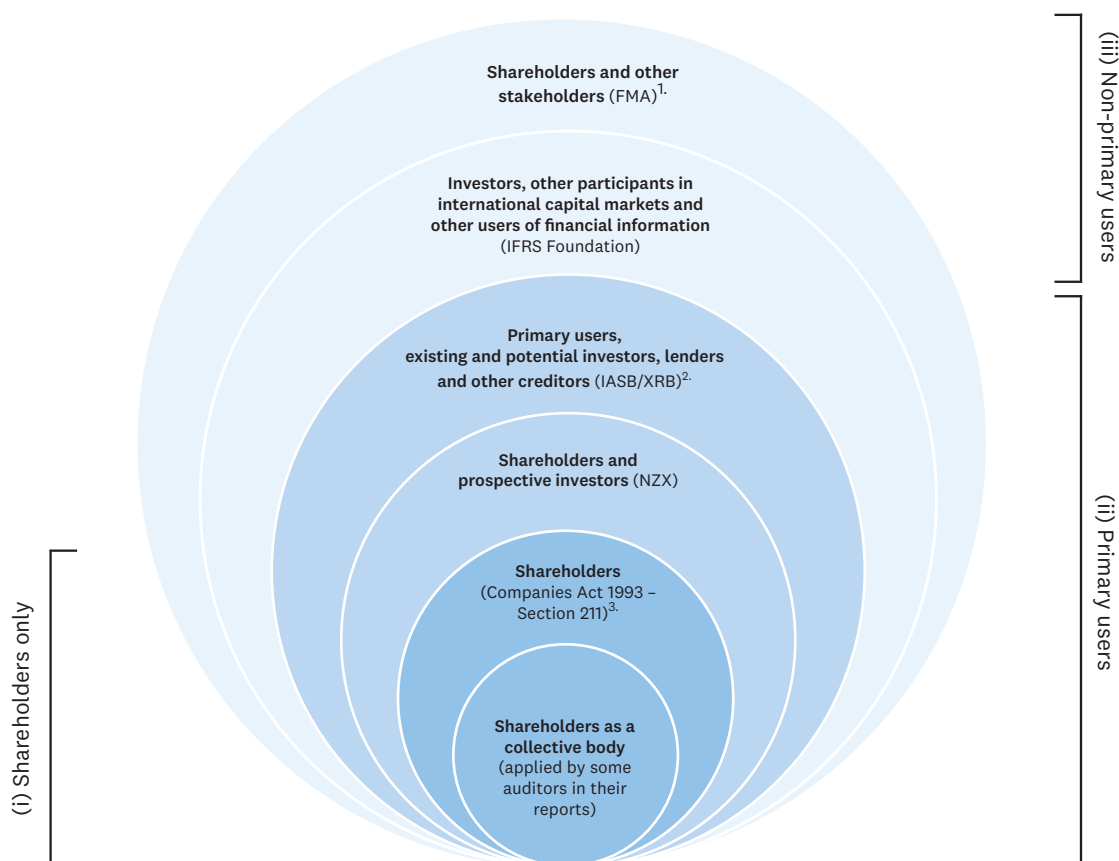 Shareholders and other
stakeholders (FMA)1.
Investors, other participants in
international capital markets and
other users of financial information
(IFRS Foundation)
Primary users,
existing and potential investors, lenders
and other creditors (IASB/XRB)2.
Shareholders and
prospective investors (NZX)
Shareholders
(Companies Act 1993 –
Section 211)3.
Shareholders as a
collective body
(applied by some
auditors in their
reports)
(i) Shareholders only
(iii) Non-primary users
(ii) Primary users